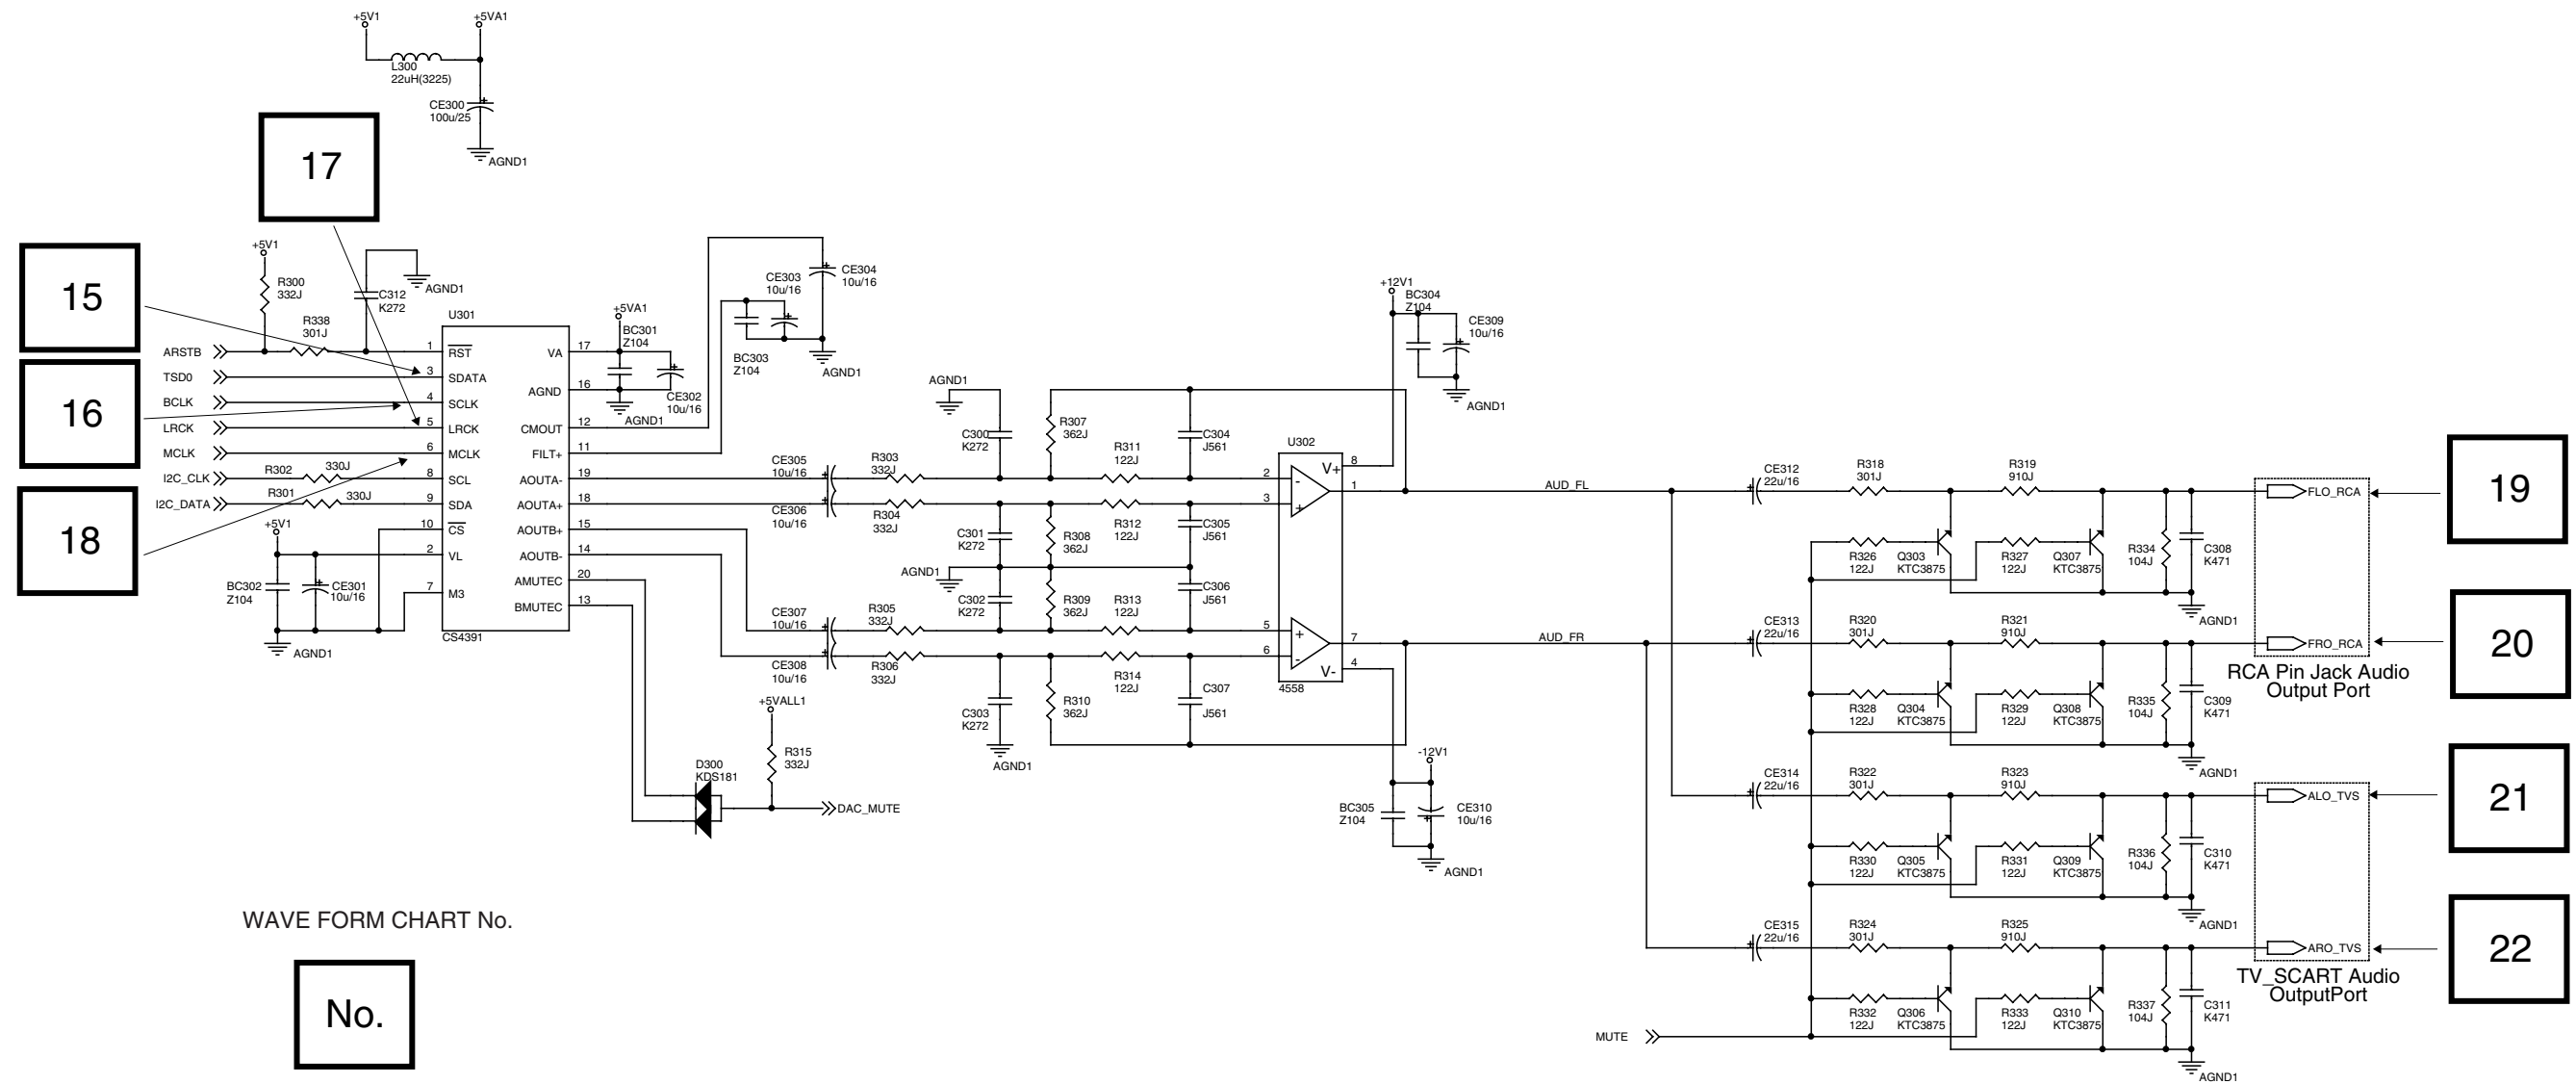 +5V1
+5VA1
L300
22uH(3225)
CE300
100u/25
AGND1
17
15
16
18
+5V1
R300
332J
C312
K272
AGND1
R338
301J
ARSTB
TSD0
BCLK
LRCK
MCLK
I2C_CLK
R302
330J
I2C_DATA
R301
330J
+5V1
BC302
Z104
CE301
10u/16
AGND1
U301
1 RST
3 SDATA
4 SCLK
5 LRCK
6 MCLK
8 SCL
9 SDA
10 CS
2 VL
7 M3
VA 17
AGND 16
CMOUT 12
FILT+ 11
AOUTA- 19
AOUTA+ 18
AOUTB+ 15
AOUTB- 14
AMUTEC 20
BMUTEC 13
CS4391
+5VA1
BC301
Z104
CE302
10u/16
AGND1
CE303
10u/16
CE304
10u/16
BC303
Z104
AGND1
CE305
10u/16
R303
332J
CE306
10u/16
R304
332J
CE307
10u/16
R305
332J
CE308
10u/16
R306
332J
AGND1
C300
K272
R307
362J
R311
122J
C304
J561
C301
K272
R308
362J
R312
122J
C305
J561
AGND1
C302
K272
R309
362J
R313
122J
C306
J561
C303
K272
R310
362J
R314
122J
C307
J561
AGND1
+5VALL1
R315
332J
D300
KDS181
DAC_MUTE
U302
2 -
3 +
5 +
6 -
V+ 8
1
7
V- 4
4558
+12V1
BC304
Z104
CE309
10u/16
AGND1
-12V1
BC305
Z104
CE310
10u/16
AGND1
AUD_FL
AUD_FR
CE312
22u/16
R318
301J
R319
910J
R326
122J
Q303
KTC3875
R327
122J
Q307
KTC3875
R334
104J
C308
K471
AGND1
FLO_RCA
19
CE313
22u/16
R320
301J
R321
910J
R328
122J
Q304
KTC3875
R329
122J
Q308
KTC3875
R335
104J
C309
K471
AGND1
FRO_RCA
20
RCA Pin Jack Audio
Output Port
CE314
22u/16
R322
301J
R323
910J
R330
122J
Q305
KTC3875
R331
122J
Q309
KTC3875
R336
104J
C310
K471
AGND1
ALO_TVS
21
CE315
22u/16
R324
301J
R325
910J
R332
122J
Q306
KTC3875
R333
122J
Q310
KTC3875
R337
104J
C311
K471
AGND1
ARO_TVS
22
TV_SCART Audio
OutputPort
MUTE
WAVE FORM CHART No.
No.